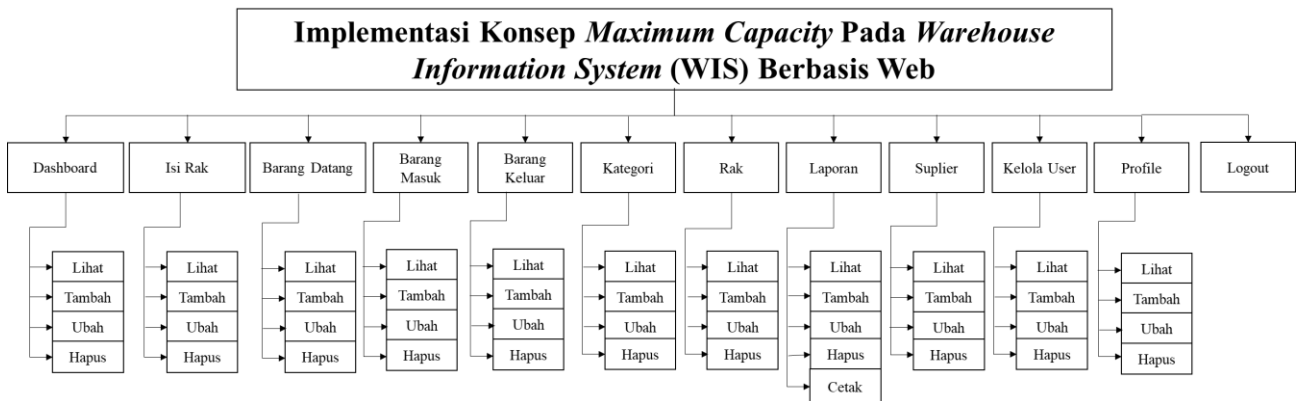 Implementasi Konsep Maximum Capacity Pada Warehouse
Information System (WIS) Berbasis Web
Dashboard
Isi Rak
Barang Datang
Barang
Masuk
Barang
Keluar
Kategori
Rak
Laporan
Suplier
Kelola User
Profile
Logout
Lihat
Tambah
Ubah
Hapus
Lihat
Tambah
Ubah
Hapus
Lihat
Tambah
Ubah
Hapus
Lihat
Tambah
Ubah
Hapus
Lihat
Tambah
Ubah
Hapus
Lihat
Tambah
Ubah
Hapus
Lihat
Tambah
Ubah
Hapus
Lihat
Tambah
Ubah
Hapus
Cetak
Lihat
Tambah
Ubah
Hapus
Lihat
Tambah
Ubah
Hapus
Lihat
Tambah
Ubah
Hapus